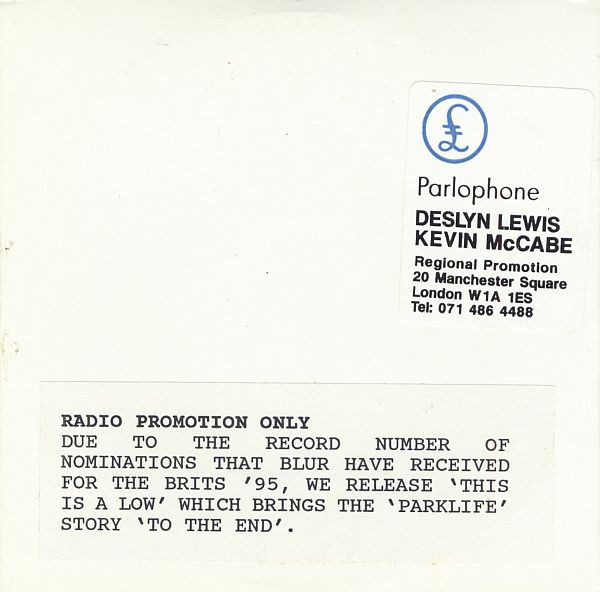 £
Parlophone
DESLYN LEWIS
KEVIN McCABE
Regional Promotion
20 Manchester Square
London W1A 1ES
Tel: 071 486 4488
RADIO PROMOTION ONLY
DUE TO THE RECORD NUMBER OF
NOMINATIONS THAT BLUR HAVE RECEIVED
FOR THE BRITS '95, WE RELEASE ‘THIS
IS A LOW’ WHICH BRINGS THE ‘PARKLIFE’
STORY ‘TO THE END’.